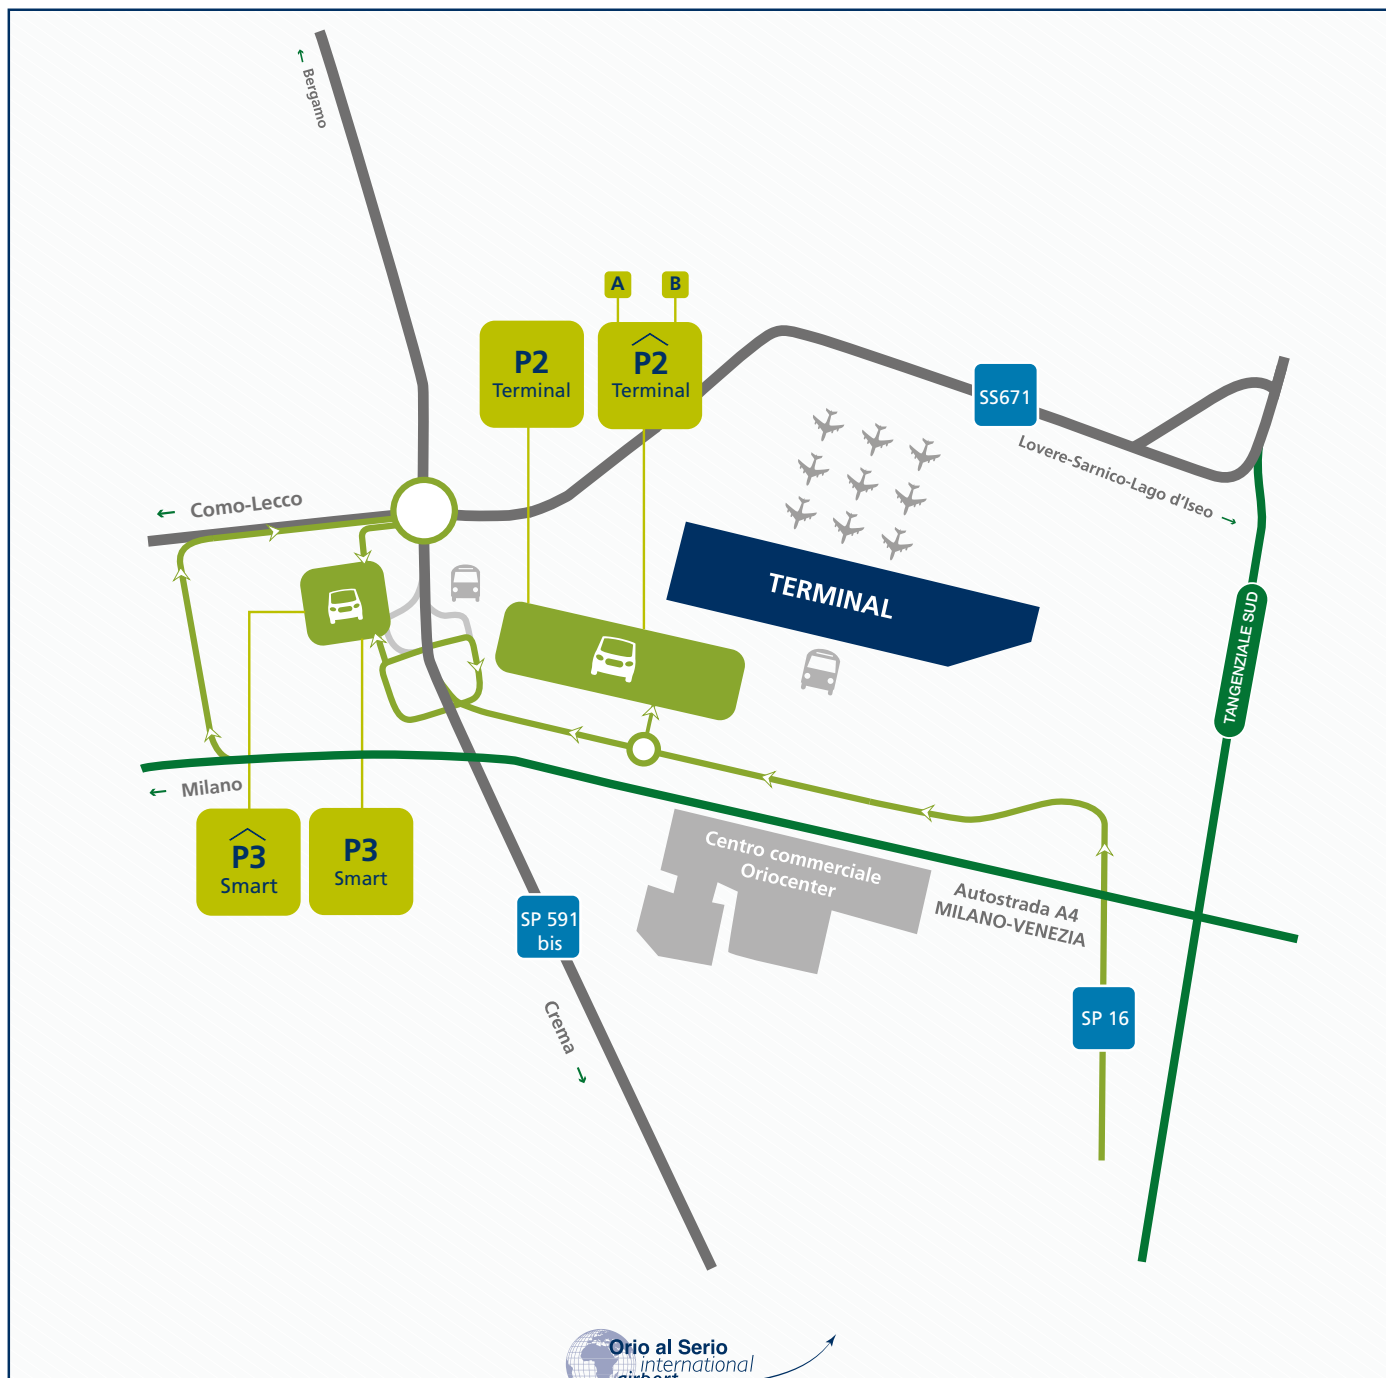 Bergamo
A
B
P2
Terminal
P2
Terminal
SS671
Lovere-Sarnico-Lago d'Iseo
Como-Lecco
TERMINAL
TANGENZIALE SUD
Milano
P3
Smart
P3
Smart
Centro commerciale
Oriocenter
Autostrada A4
MILANO-VENEZIA
SP 591
bis
Crema
SP 16
Orio al Serio
international
airport